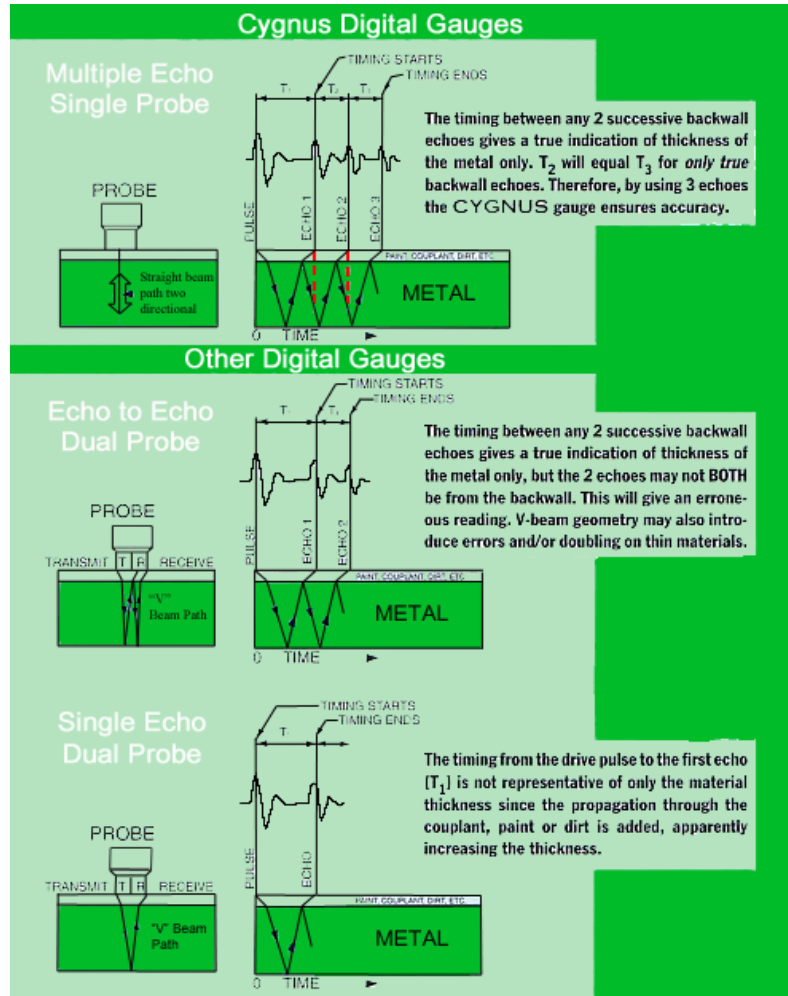 Cygnus Digital Gauges
Multiple Echo
Single Probe
TIMING STARTS
TIMING ENDS
T₁
T₂
T₃
The timing between any 2 successive backwall
echoes gives a true indication of thickness of
the metal only. T₂ will equal T₃ for only true
backwall echoes. Therefore, by using 3 echoes
the CYGNUS gauge ensures accuracy.
PROBE
PULSE
ECHO 1
ECHO 2
ECHO 3
PAINT, COUPLANT, DIRT, ETC.
Straight beam
path two
directional
METAL
0 TIME
Other Digital Gauges
Echo to Echo
Dual Probe
TIMING STARTS
TIMING ENDS
The timing between any 2 successive backwall
echoes gives a true indication of thickness of
the metal only, but the 2 echoes may not BOTH
be from the backwall. This will give an errone-
ous reading. V-beam geometry may also intro-
duce errors and/or doubling on thin materials.
PROBE
TRANSMIT T R RECEIVE
PULSE
ECHO 1
ECHO 2
PAINT, COUPLANT, DIRT, ETC
"V"
Beam Path
METAL
0 TIME
Single Echo
Dual Probe
TIMING STARTS
TIMING ENDS
The timing from the drive pulse to the first echo
(T₁) is not representative of only the material
thickness since the propagation through the
couplant, paint or dirt is added, apparently
increasing the thickness.
PROBE
TRANSMIT T R RECEIVE
PULSE
ECHO
PAINT, COUPLANT, DIRT, ETC.
"V" Beam
Path
METAL
0 TIME